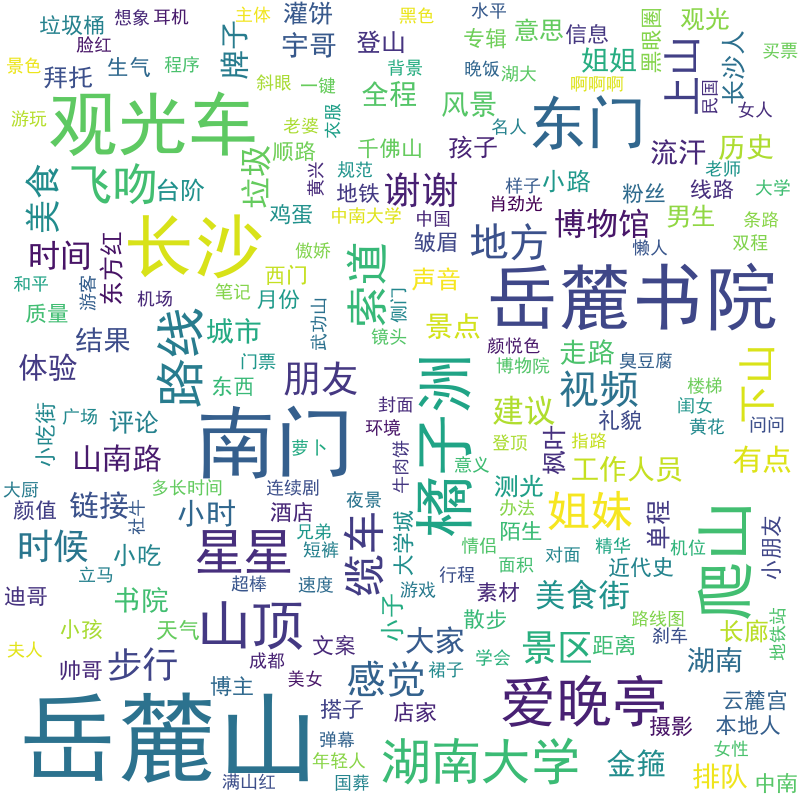 垃圾桶
想象
耳机
主体
灌饼
黑色
水平
专辑
意思
信息
黑眼圈
观光
脸红
牌子
宇哥
登山
姐姐
上山
长沙人
买票
景色
拜托
生气
程序
斜眼
一键
背景
晚饭
湖大
啊啊啊
民国
女人
游玩
观光车
老婆
衣服
全程
风景
名人
东门
飞吻
垃圾
顺路
千佛山
孩子
流汗
历史
美食
台阶
黄兴
规范
地铁
谢谢
样子
小路
粉丝
老师
线路
大学
长沙
鸡蛋
中南大学
中国
肖劲光
博物馆
男生
条路
时间
东方红
傲娇
皱眉
地方
懒人
双程
和平
游客
机场
笔记
西门
月份
武功山
索道
侧门
声音
岳麓书院
质量
路线
城市
镜头
景点
结果
门票
颜悦色
走路
臭豆腐
下山
体验
东西
朋友
橘子洲
博物院
视频
楼梯
闺女
小吃街
广场
评论
南门
封面
建议
礼貌
黄花
问问
山南路
萝卜
环境
牛肉饼
登顶
枫叶
指路
大厨
多长时间
连续剧
意义
工作人员
有点
颜值
链接
社牛
小时
酒店
夜景
缆车
大学城
测光
办法
姐妹
单程
爬山
时候
小吃
星星
兄弟
短裤
陌生
情侣
对面
精华
机位
小朋友
立马
超棒
速度
面积
近代史
迪哥
书院
山顶
游戏
行程
素材
美食街
小孩
天气
小子
散步
路线图
长廊
地铁站
夫人
帅哥
步行
成都
文案
大家
学会
景区
距离
刹车
湖南
岳麓山
博主
美女
感觉
裙子
爱晚亭
云麓宫
搭子
店家
摄影
本地人
弹幕
年轻人
湖南大学
金箍
女性
满山红
国葬
排队
中南